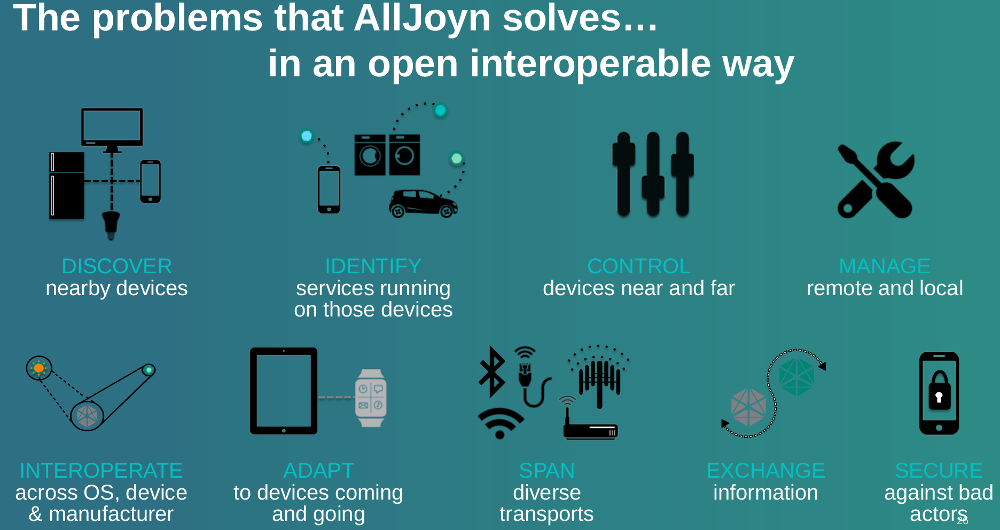 The problems that AllJoyn solves…
in an open interoperable way
DISCOVER
nearby devices
IDENTIFY
services running
on those devices
CONTROL
devices near and far
MANAGE
remote and local
INTEROPERATE
across OS, device
& manufacturer
ADAPT
to devices coming
and going
SPAN
diverse
transports
EXCHANGE
information
SECURE
against bad
actors
26